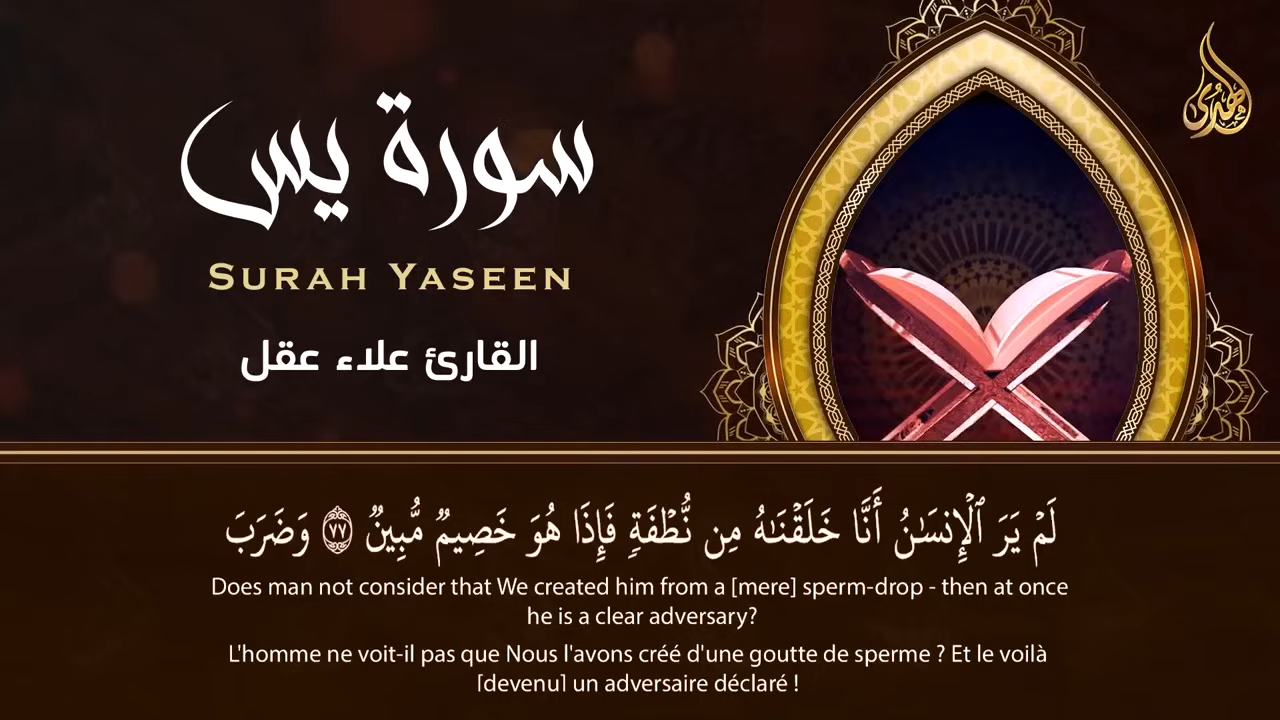 سورة يس
SURAH YASEEN
القارئ علاء عقل
هدى
لَمْ يَرَ ٱلْإِنسَـٰنُ أَنَّا خَلَقْنَـٰهُ مِن نُّطْفَةٍ فَإِذَا هُوَ خَصِيمٌ مُّبِينٌ ٧٧ وَضَرَبَ
Does man not consider that We created him from a [mere] sperm-drop - then at once
he is a clear adversary?
L'homme ne voit-il pas que Nous l'avons créé d'une goutte de sperme ? Et le voilà
[devenu] un adversaire déclaré !